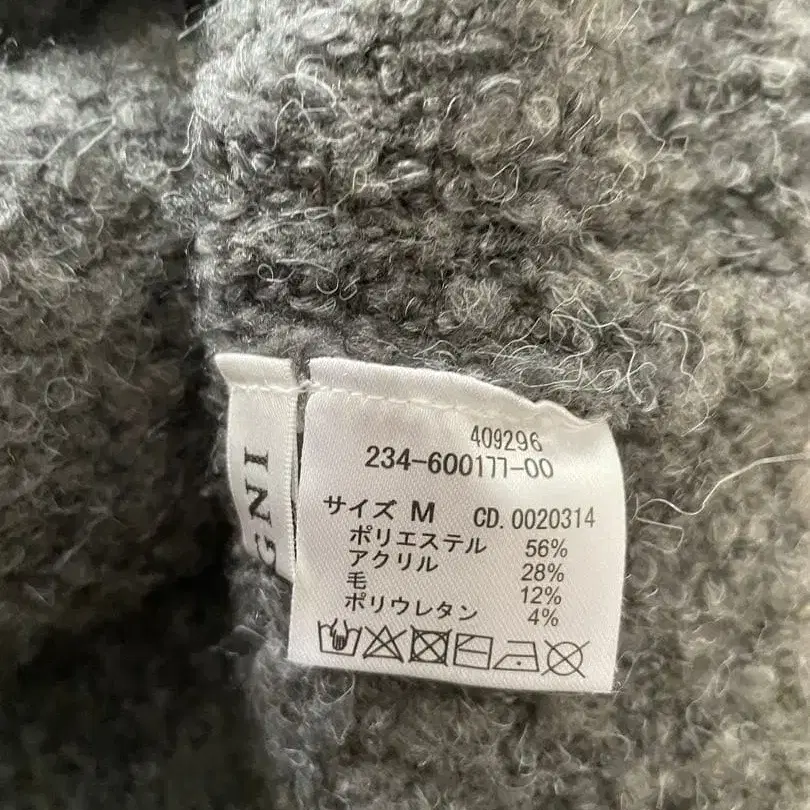 409296
234-600177-00
サイズ M CD. 0020314
ポリエステル 56%
アクリル 28%
毛 12%
ポリウレタン 4%
GNI